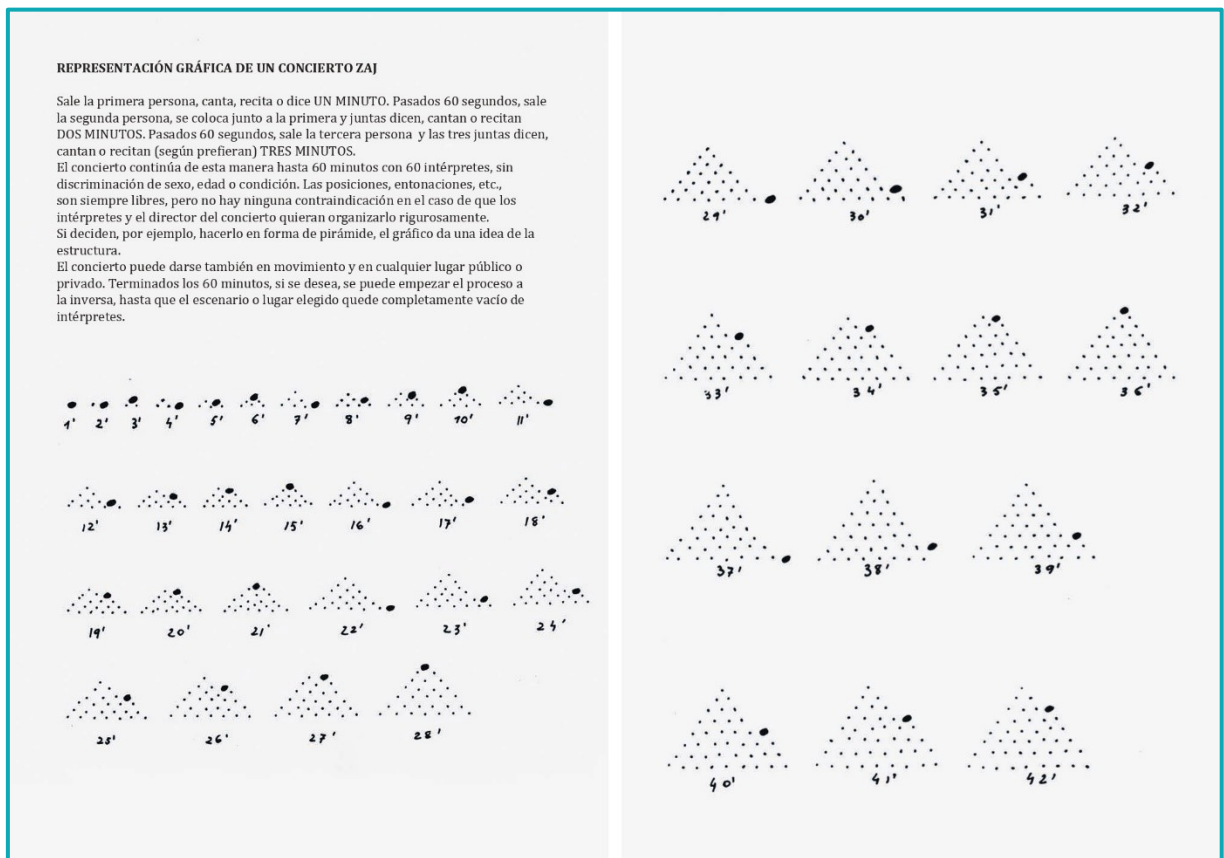 REPRESENTACIÓN GRÁFICA DE UN CONCIERTO ZAJ
Sale la primera persona, canta, recita o dice UN MINUTO. Pasados 60 segundos, sale
la segunda persona, se coloca junto a la primera y juntas dicen, cantan o recitan
DOS MINUTOS. Pasados 60 segundos, sale la tercera persona y las tres juntas dicen,
cantan o recitan (según prefieran) TRES MINUTOS.
El concierto continúa de esta manera hasta 60 minutos con 60 intérpretes, sin
discriminación de sexo, edad o condición. Las posiciones, entonaciones, etc.,
son siempre libres, pero no hay ninguna contraindicación en el caso de que los
intérpretes y el director del concierto quieran organizarlo rigurosamente.
Si deciden, por ejemplo, hacerlo en forma de pirámide, el gráfico da una idea de la
estructura.
El concierto puede darse también en movimiento y en cualquier lugar público o
privado. Terminados los 60 minutos, si se desea, se puede empezar el proceso a
la inversa, hasta que el escenario o lugar elegido quede completamente vacío de
intérpretes.
1' 2' 3' 4' 5' 6' 7' 8' 9' 10' 11'
12' 13' 14' 15' 16' 17' 18'
19' 20' 21' 22' 23' 24'
25' 26' 27' 28'
29' 30' 31' 32'
33' 34' 35' 36'
37' 38' 39'
40' 41' 42'